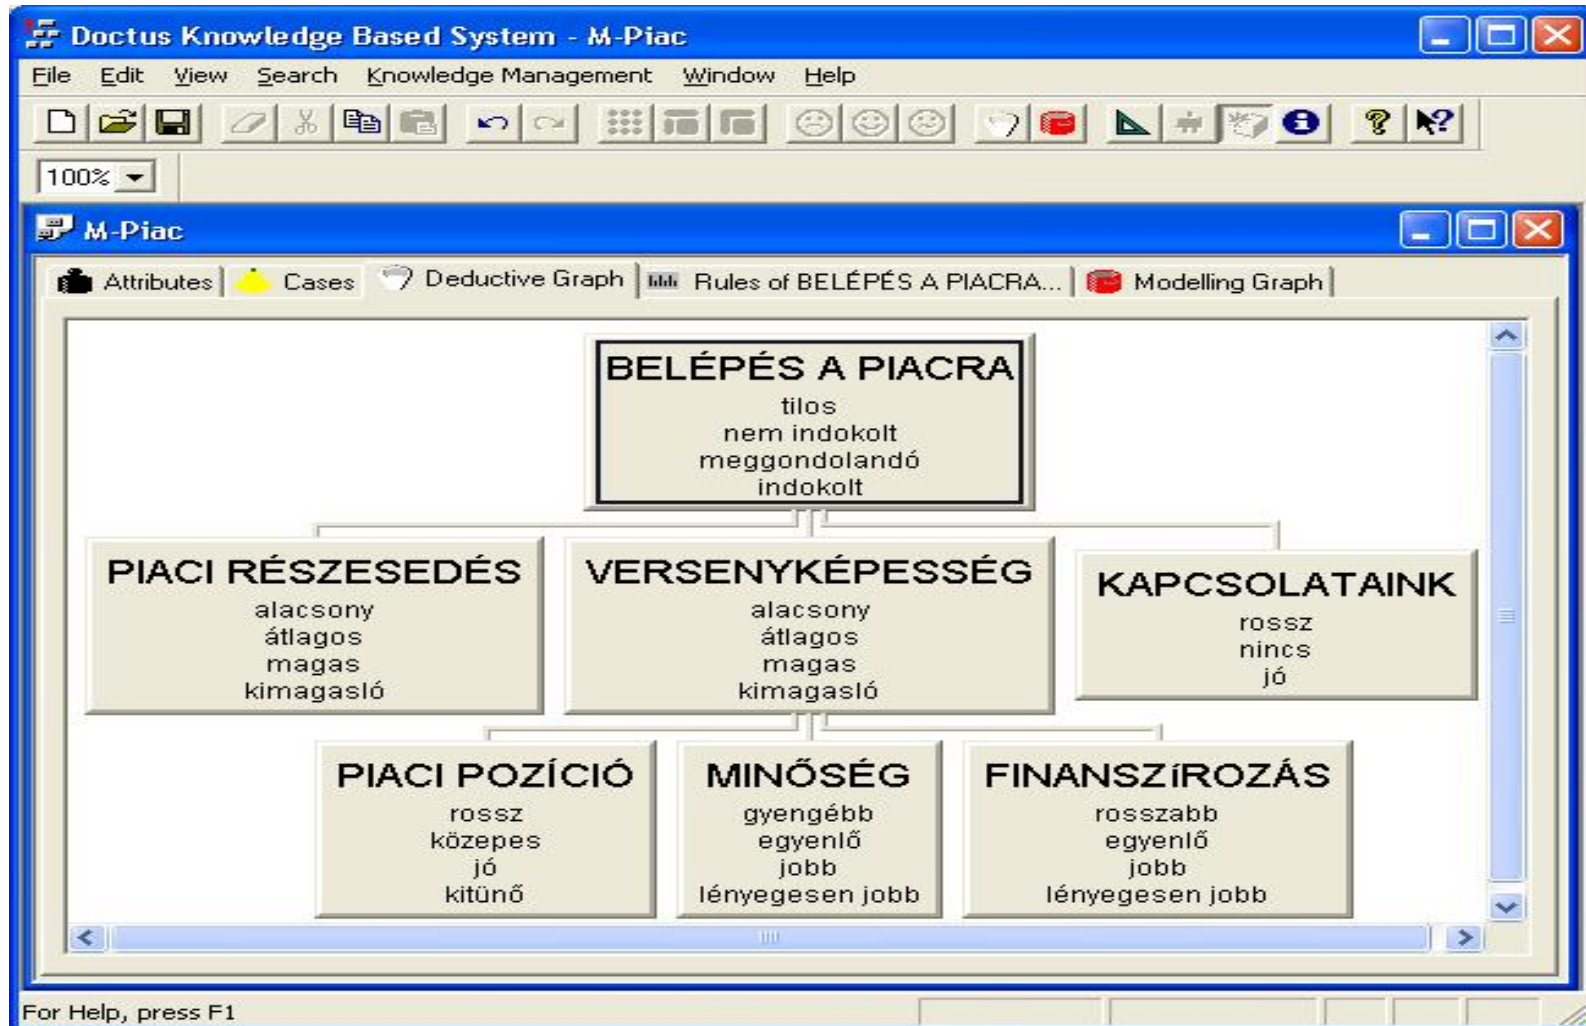 Doctus Knowledge Based System - M-Piac
File Edit View Search Knowledge Management Window Help
100%
M-Piac
Attributes Cases Deductive Graph Rules of BELÉPÉS A PIACRA... Modelling Graph
BELÉPÉS A PIACRA
tilos
nem indokolt
meggondolandó
indokolt
PIACI RÉSZESEDÉS
alacsony
átlagos
magas
kimagasló
VERSENYKÉPESSÉG
alacsony
átlagos
magas
kimagasló
KAPCSOLATAINK
rossz
nincs
jó
PIACI POZÍCIÓ
rossz
közepes
jó
kitünő
MINŐSÉG
gyengébb
egyenlő
jobb
lényegesen jobb
FINANSZíROZÁS
rosszabb
egyenlő
jobb
lényegesen jobb
For Help, press F1